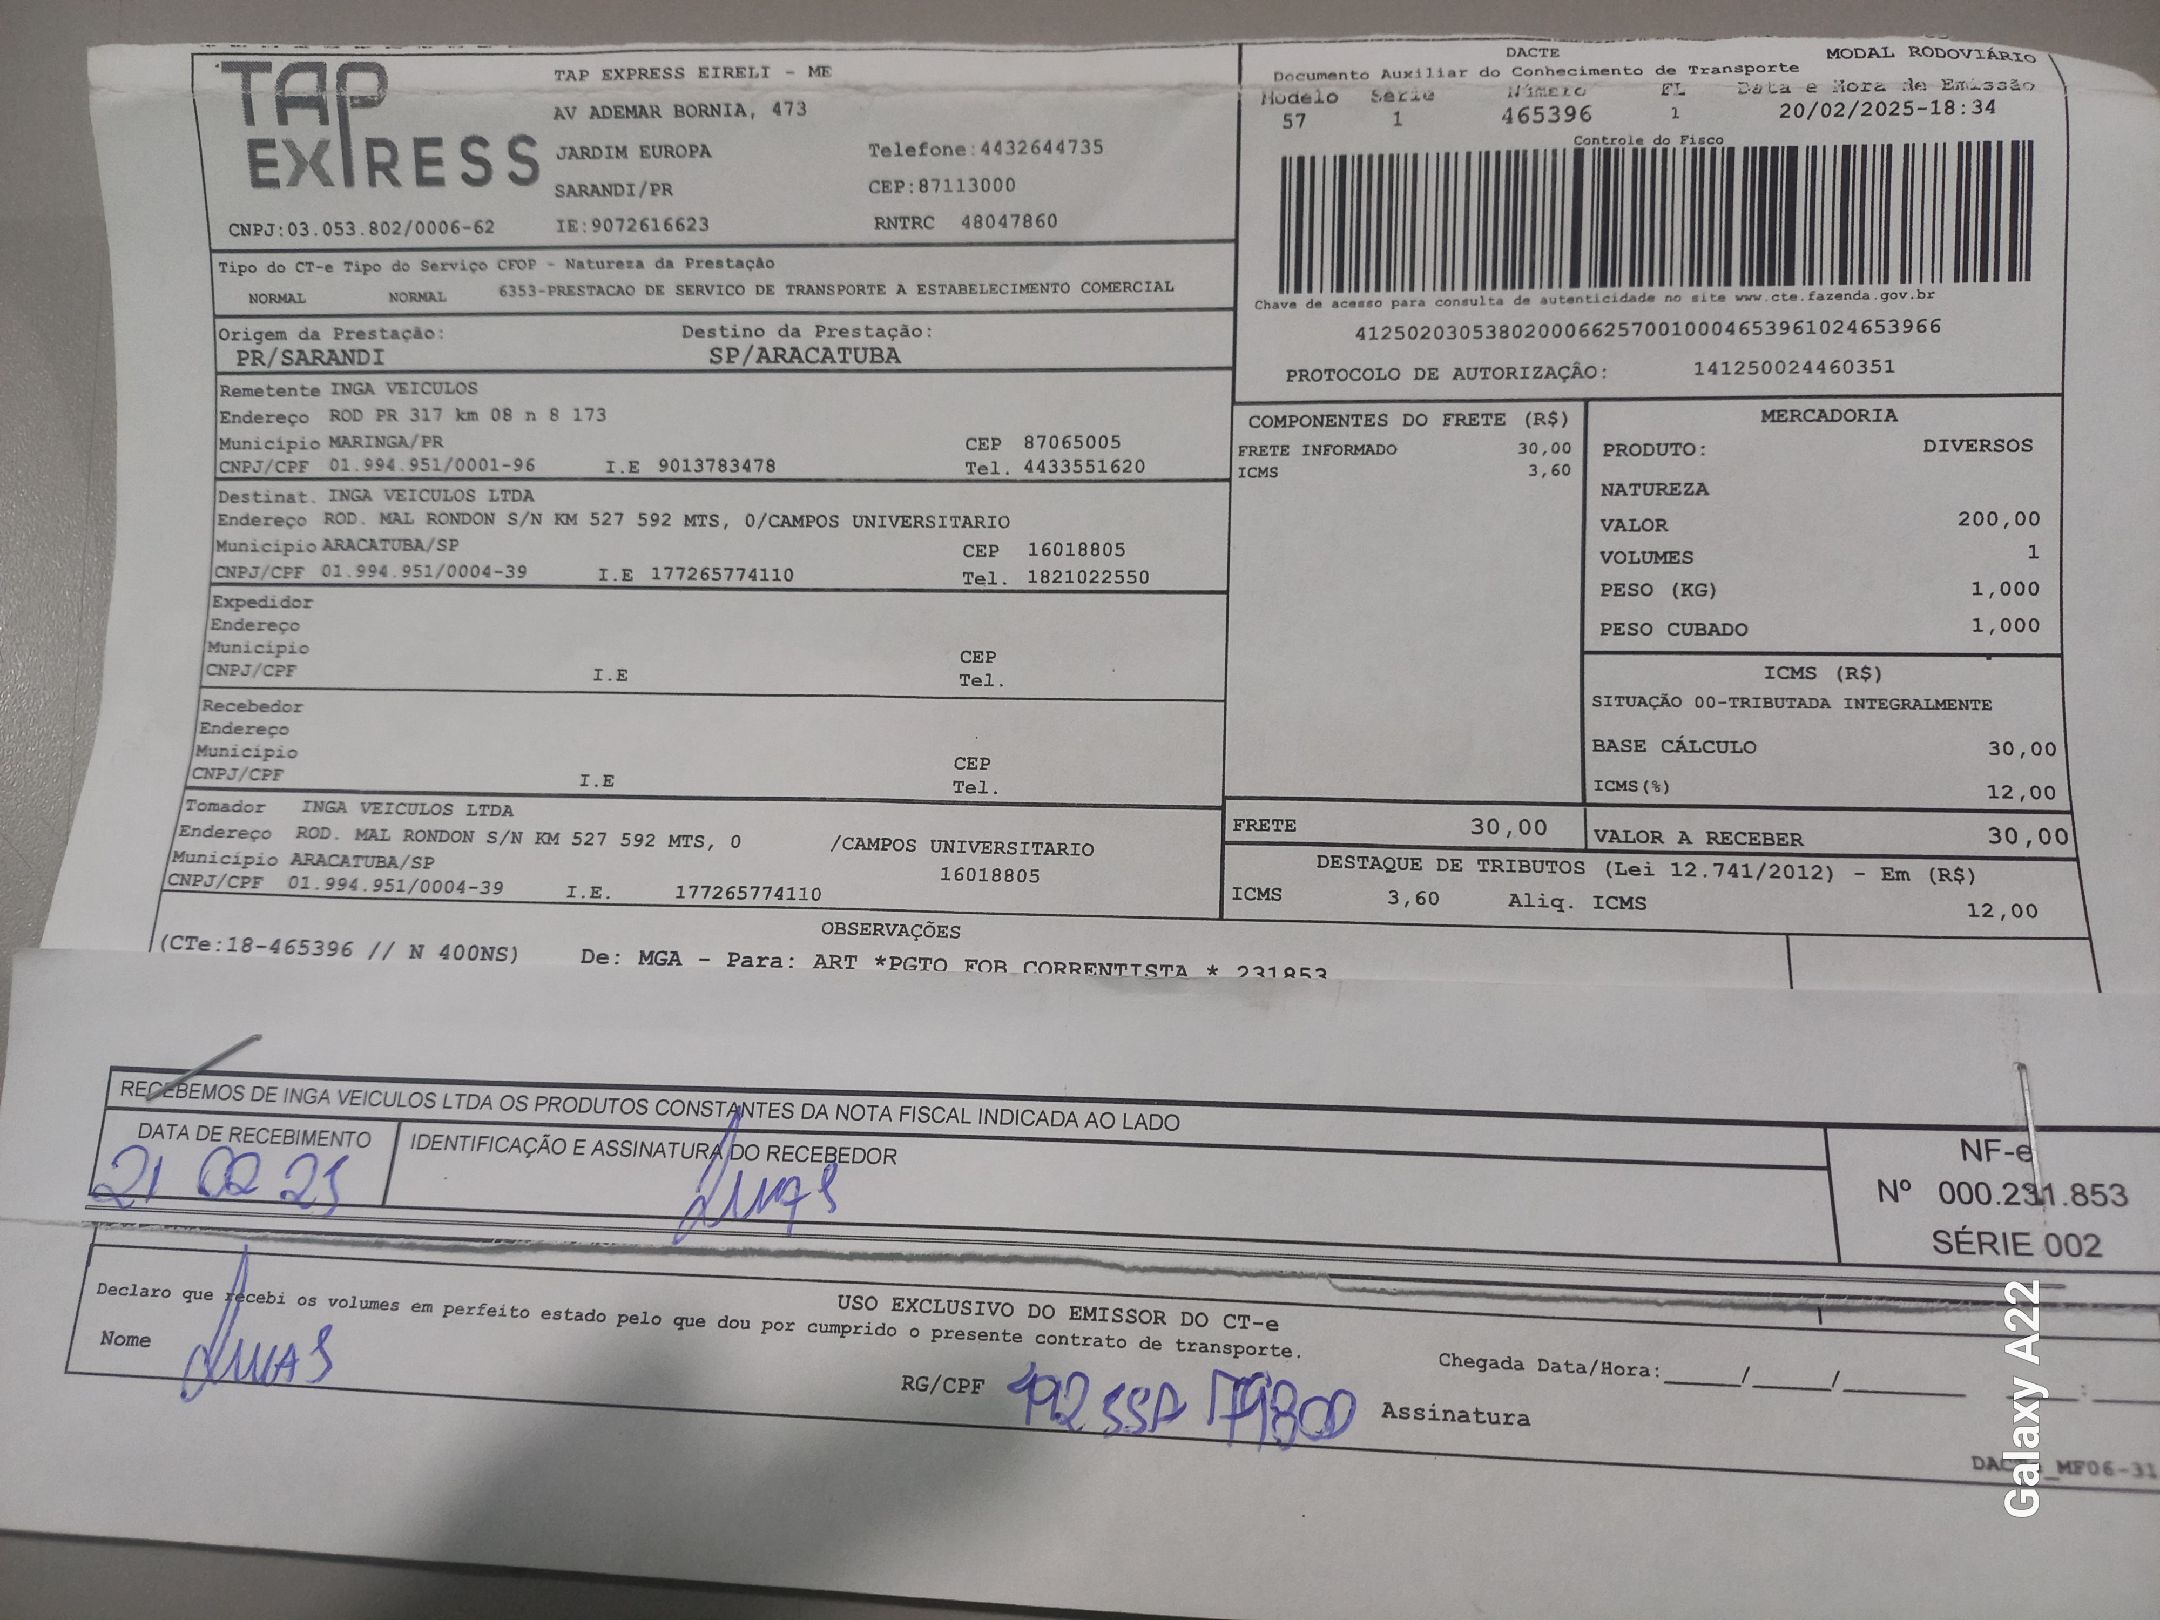 TAP EXPRESS
TAP EXPRESS EIRELI - ME
AV ADEMAR BORNIA, 473
JARDIM EUROPA Telefone:4432644735
SARANDI/PR CEP:87113000
CNPJ:03.053.802/0006-62 IE:9072616623 RNTRC 48047860
DACTE MODAL RODOVIÁRIO
Documento Auxiliar do Conhecimento de Transporte
Modelo Serie Número FL Data e Hora de Emissão
57 1 465396 1 20/02/2025-18:34
Controle do Fisco
Chave de acesso para consulta de autenticidade no site www.cte.fazenda.gov.br
41250203053802000662570010004653961024653966
PROTOCOLO DE AUTORIZAÇÃO: 141250024460351
Tipo do CT-e Tipo do Serviço CFOP - Natureza da Prestação
NORMAL NORMAL 6353-PRESTACAO DE SERVICO DE TRANSPORTE A ESTABELECIMENTO COMERCIAL
Origem da Prestação: Destino da Prestação:
PR/SARANDI SP/ARACATUBA
Remetente INGA VEICULOS
Endereço ROD PR 317 km 08 n 8 173
Município MARINGA/PR CEP 87065005
CNPJ/CPF 01.994.951/0001-96 I.E 9013783478 Tel. 4433551620
Destinat. INGA VEICULOS LTDA
Endereço ROD. MAL RONDON S/N KM 527 592 MTS, 0/CAMPOS UNIVERSITARIO
Município ARACATUBA/SP CEP 16018805
CNPJ/CPF 01.994.951/0004-39 I.E 177265774110 Tel. 1821022550
Expedidor
Endereço
Município CEP
CNPJ/CPF I.E Tel.
Recebedor
Endereço
Município CEP
CNPJ/CPF I.E Tel.
Tomador INGA VEICULOS LTDA
Endereço ROD. MAL RONDON S/N KM 527 592 MTS, 0 /CAMPOS UNIVERSITARIO
Município ARACATUBA/SP 16018805
CNPJ/CPF 01.994.951/0004-39 I.E. 177265774110
COMPONENTES DO FRETE (R$)
FRETE INFORMADO 30,00
ICMS 3,60
MERCADORIA
PRODUTO: DIVERSOS
NATUREZA
VALOR 200,00
VOLUMES 1
PESO (KG) 1,000
PESO CUBADO 1,000
ICMS (R$)
SITUAÇÃO 00-TRIBUTADA INTEGRALMENTE
BASE CÁLCULO 30,00
ICMS(%) 12,00
FRETE 30,00 VALOR A RECEBER 30,00
DESTAQUE DE TRIBUTOS (Lei 12.741/2012) - Em (R$)
ICMS 3,60 Aliq. ICMS 12,00
OBSERVAÇÕES
(CTe:18-465396 // N 400NS) De: MGA - Para: ART *PGTO FOB CORRENTISTA * 231853
RECEBEMOS DE INGA VEICULOS LTDA OS PRODUTOS CONSTANTES DA NOTA FISCAL INDICADA AO LADO
DATA DE RECEBIMENTO IDENTIFICAÇÃO E ASSINATURA DO RECEBEDOR
21 02 25 LUCAS
NF-e
Nº 000.231.853
SÉRIE 002
USO EXCLUSIVO DO EMISSOR DO CT-e
Declaro que recebi os volumes em perfeito estado pelo que dou por cumprido o presente contrato de transporte.
Nome LUCAS RG/CPF Assinatura
Chegada Data/Hora:_____/_____/_______ :
MF06-31
Galaxy A22